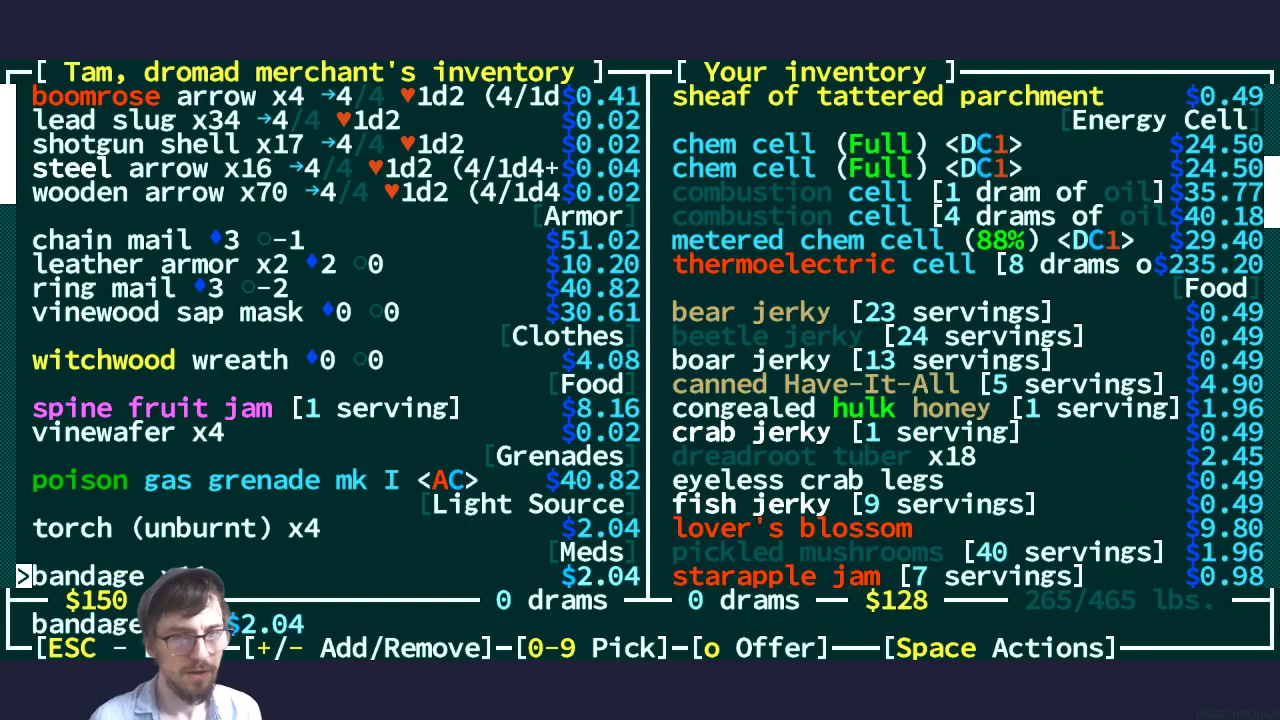 [ Tam, dromad merchant's inventory ]
boomrose arrow x4 →4/4 ♥1d2 (4/1d$0.41
lead slug x34 →4/4 ♥1d2 $0.02
shotgun shell x17 →4/4 ♥1d2 $0.02
steel arrow x16 →4/4 ♥1d2 (4/1d4+ $0.04
wooden arrow x70 →4/4 ♥1d2 (4/1d4 $0.02
[Armor]
chain mail ♦3 ○-1 $51.02
leather armor x2 ♦2 ○0 $10.20
ring mail ♦3 ○-2 $40.82
vinewood sap mask ♦0 ○0 $30.61
[Clothes]
witchwood wreath ♦0 ○0 $4.08
[Food]
spine fruit jam [1 serving] $8.16
vinewafer x4 $0.02
[Grenades]
poison gas grenade mk I <AC> $40.82
[Light Source]
torch (unburnt) x4 $2.04
[Meds]
>bandage $2.04
$150 0 drams
bandage $2.04
[ Your inventory ]
sheaf of tattered parchment $0.49
[Energy Cell]
chem cell (Full) <DC1> $24.50
chem cell (Full) <DC1> $24.50
combustion cell [1 dram of oil] $35.77
combustion cell [4 drams of oil $40.18
metered chem cell (88%) <DC1> $29.40
thermoelectric cell [8 drams o$235.20
[Food]
bear jerky [23 servings] $0.49
beetle jerky [24 servings] $0.49
boar jerky [13 servings] $0.49
canned Have-It-All [5 servings] $4.90
congealed hulk honey [1 serving] $1.96
crab jerky [1 serving] $0.49
dreadroot tuber x18 $2.45
eyeless crab legs $0.49
fish jerky [9 servings] $0.49
lover's blossom $9.80
pickled mushrooms [40 servings] $1.96
starapple jam [7 servings] $0.98
0 drams $128 265/465 lbs.
[ESC - [+/- Add/Remove]-[0-9 Pick]-[o Offer] [Space Actions]